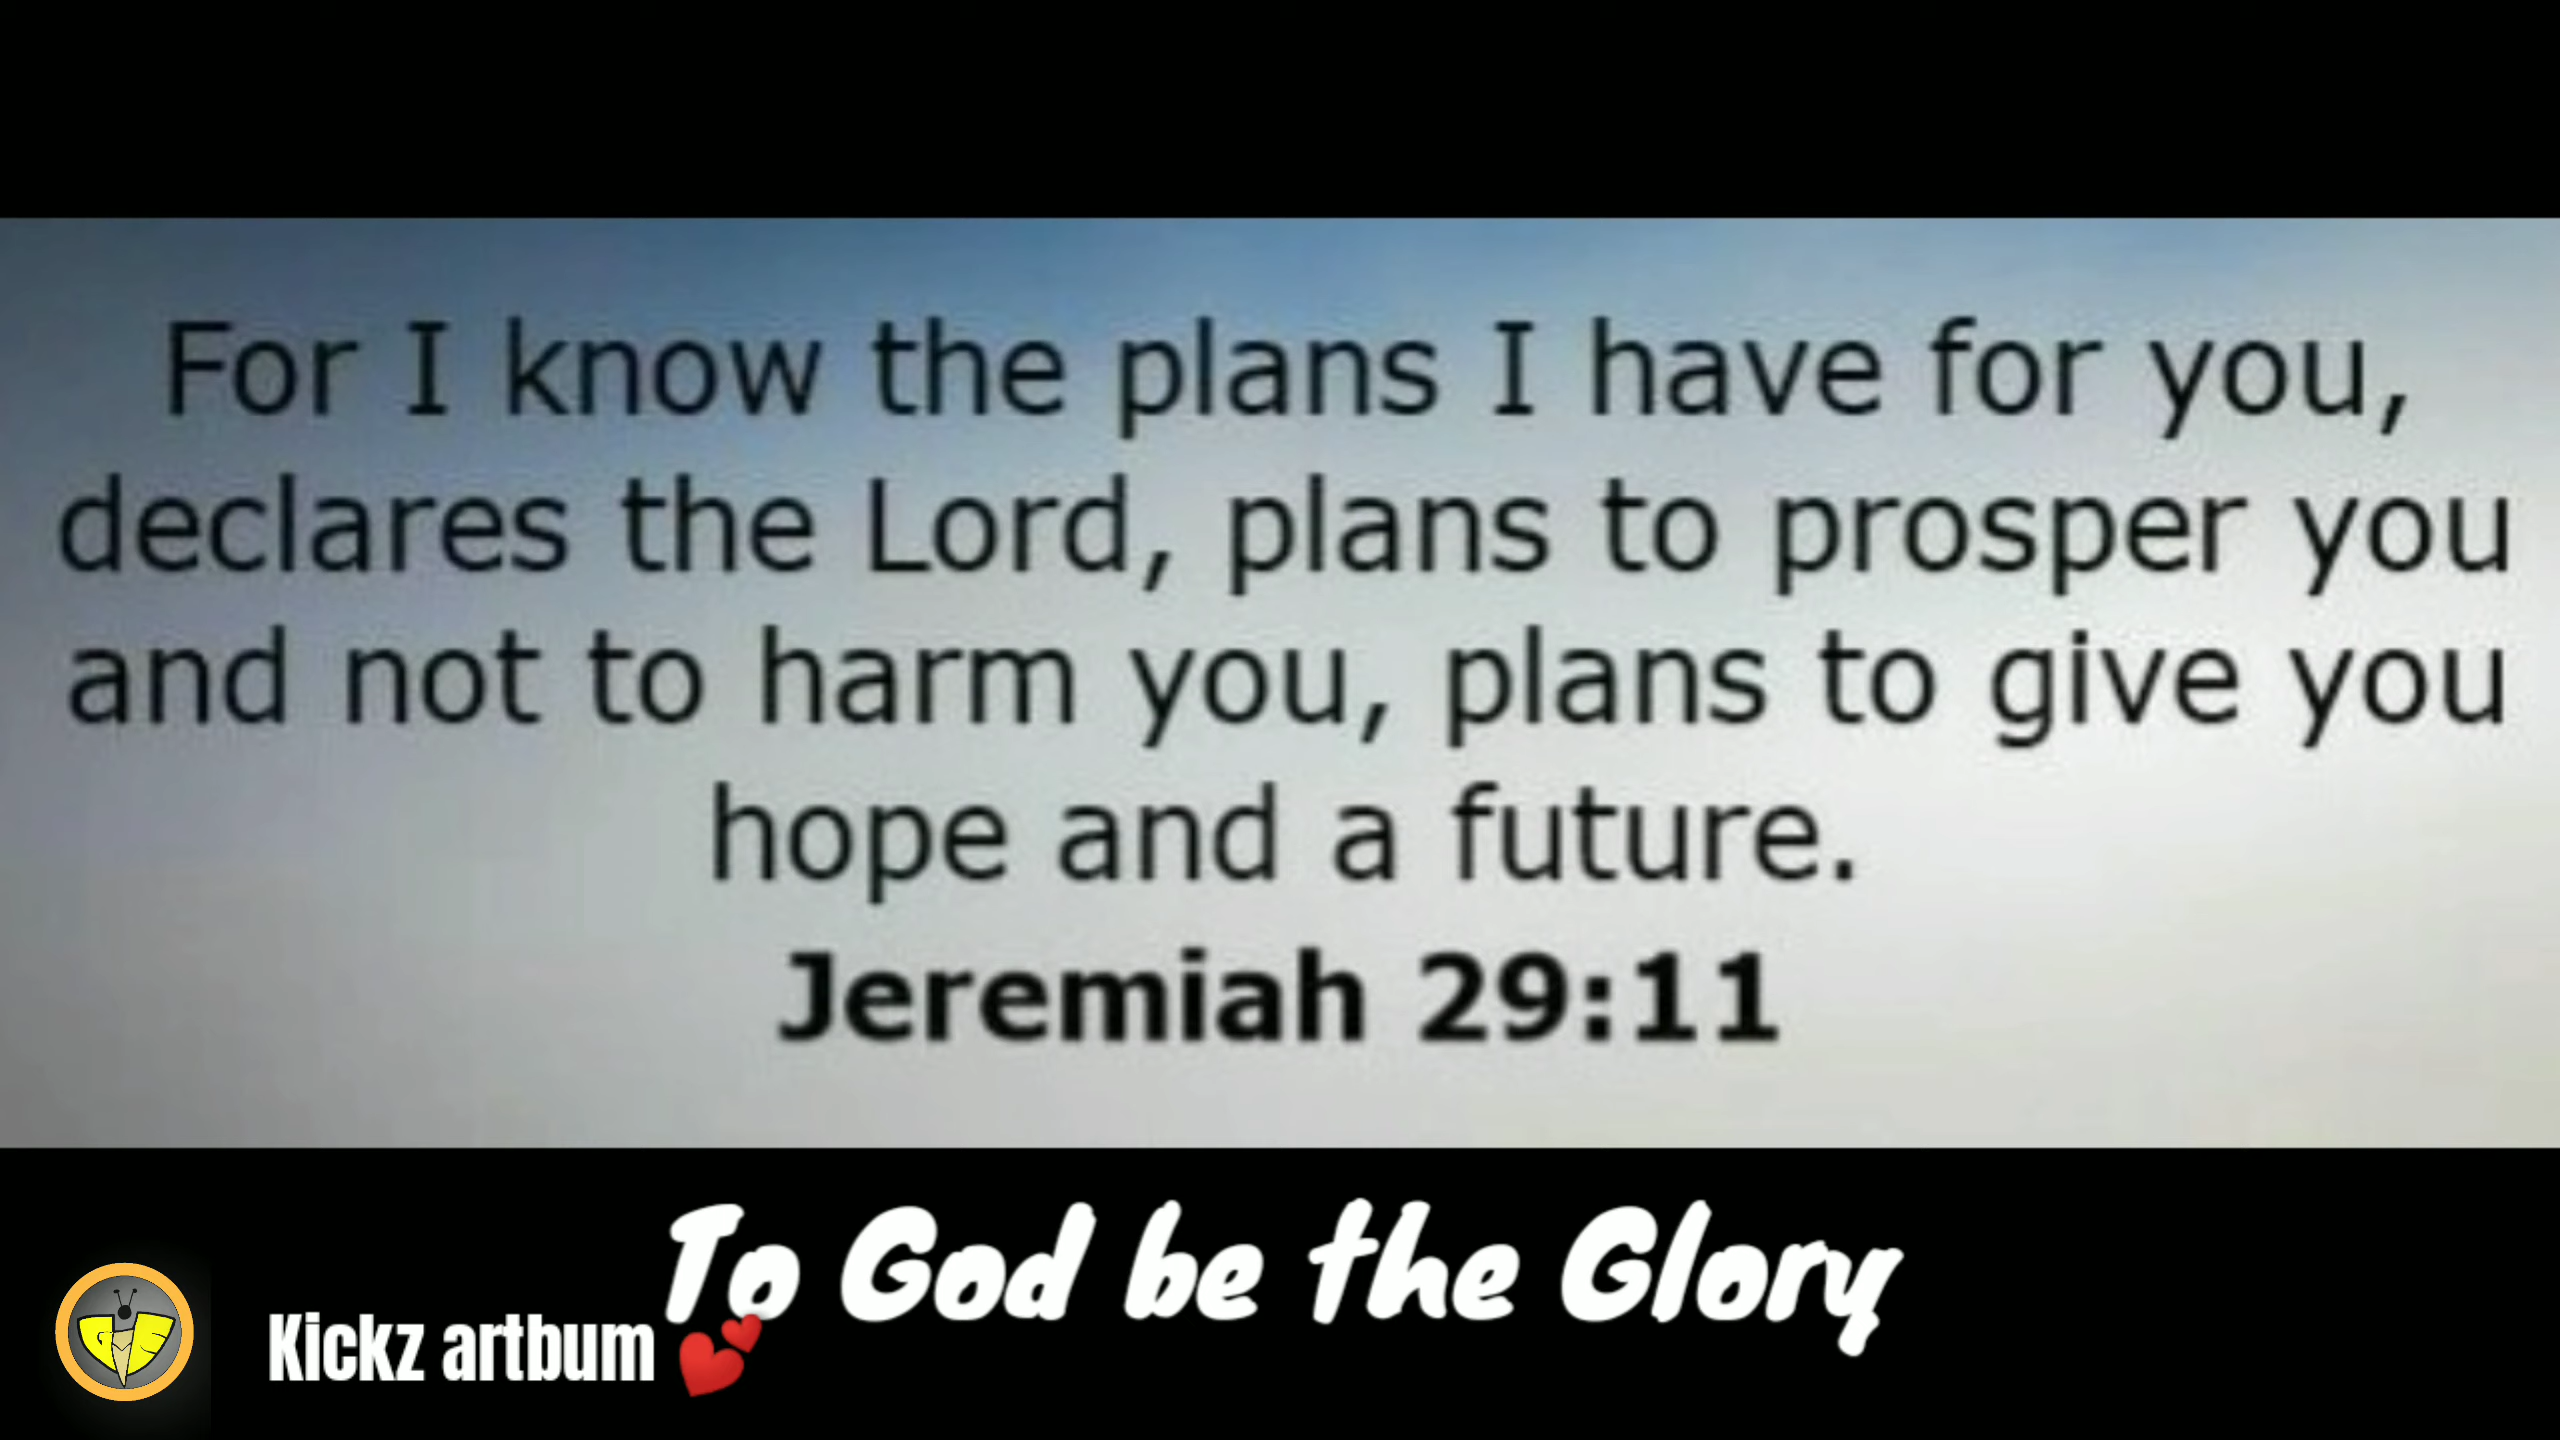 For I know the plans I have for you,
declares the Lord, plans to prosper you
and not to harm you, plans to give you
hope and a future.
Jeremiah 29:11
To God be the Glory
Kickz artbum 💕